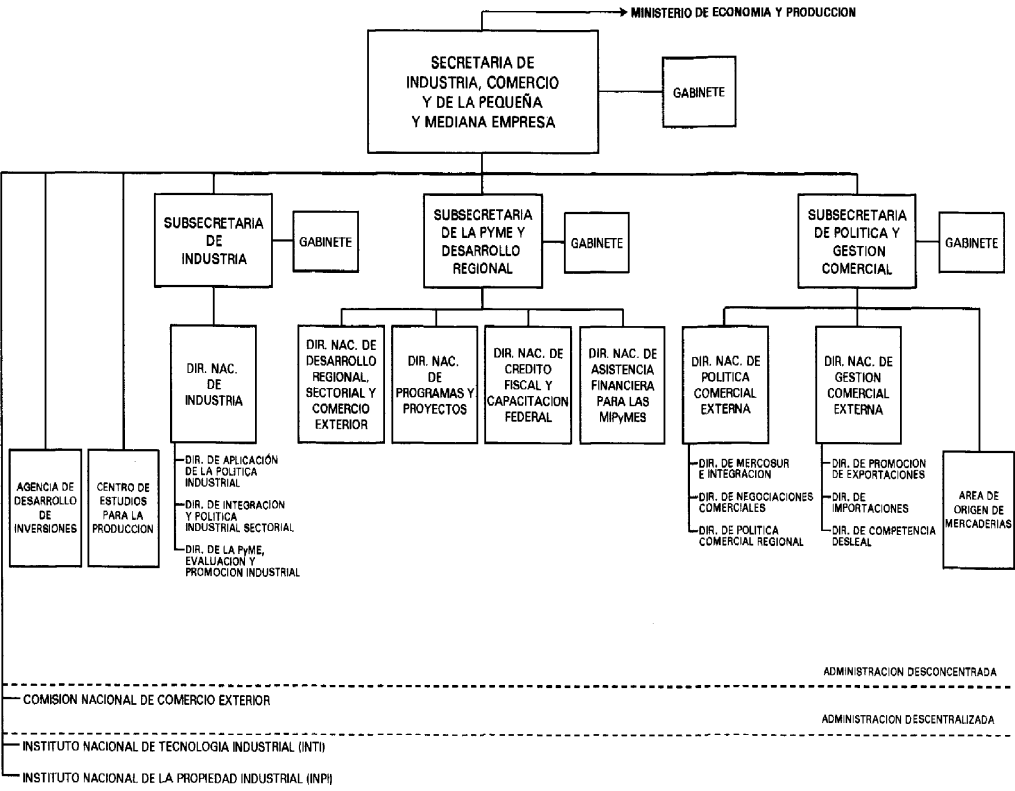 MINISTERIO DE ECONOMIA Y PRODUCCION
SECRETARIA DE
INDUSTRIA, COMERCIO
Y DE LA PEQUEÑA
Y MEDIANA EMPRESA
GABINETE
SUBSECRETARIA
DE
INDUSTRIA
GABINETE
SUBSECRETARIA
DE LA PYME Y
DESARROLLO
REGIONAL
GABINETE
SUBSECRETARIA
DE POLITICA Y
GESTION
COMERCIAL
GABINETE
DIR. NAC.
DE
INDUSTRIA
DIR. NAC. DE
DESARROLLO
REGIONAL,
SECTORIAL Y
COMERCIO
EXTERIOR
DIR. NAC.
DE
PROGRAMAS Y
PROYECTOS
DIR. NAC. DE
CREDITO
FISCAL Y
CAPACITACION
FEDERAL
DIR. NAC. DE
ASISTENCIA
FINANCIERA
PARA LAS
MIPyMES
DIR. NAC. DE
POLITICA
COMERCIAL
EXTERNA
DIR. NAC. DE
GESTION
COMERCIAL
EXTERNA
AGENCIA DE
DESARROLLO
DE
INVERSIONES
CENTRO DE
ESTUDIOS
PARA LA
PRODUCCION
DIR. DE APLICACIÓN
DE LA POLITICA
INDUSTRIAL
DIR. DE INTEGRACIÓN
Y POLITICA
INDUSTRIAL SECTORIAL
DIR. DE LA PyME,
EVALUACION Y
PROMOCION INDUSTRIAL
DIR. DE MERCOSUR
E INTEGRACION
DIR. DE NEGOCIACIONES
COMERCIALES
DIR. DE POLITICA
COMERCIAL REGIONAL
DIR. DE PROMOCION
DE EXPORTACIONES
DIR. DE
IMPORTACIONES
DIR. DE COMPETENCIA
DESLEAL
AREA DE
ORIGEN DE
MERCADERIAS
ADMINISTRACION DESCONCENTRADA
COMISION NACIONAL DE COMERCIO EXTERIOR
ADMINISTRACION DESCENTRALIZADA
INSTITUTO NACIONAL DE TECNOLOGIA INDUSTRIAL (INTI)
INSTITUTO NACIONAL DE LA PROPIEDAD INDUSTRIAL (INPI)